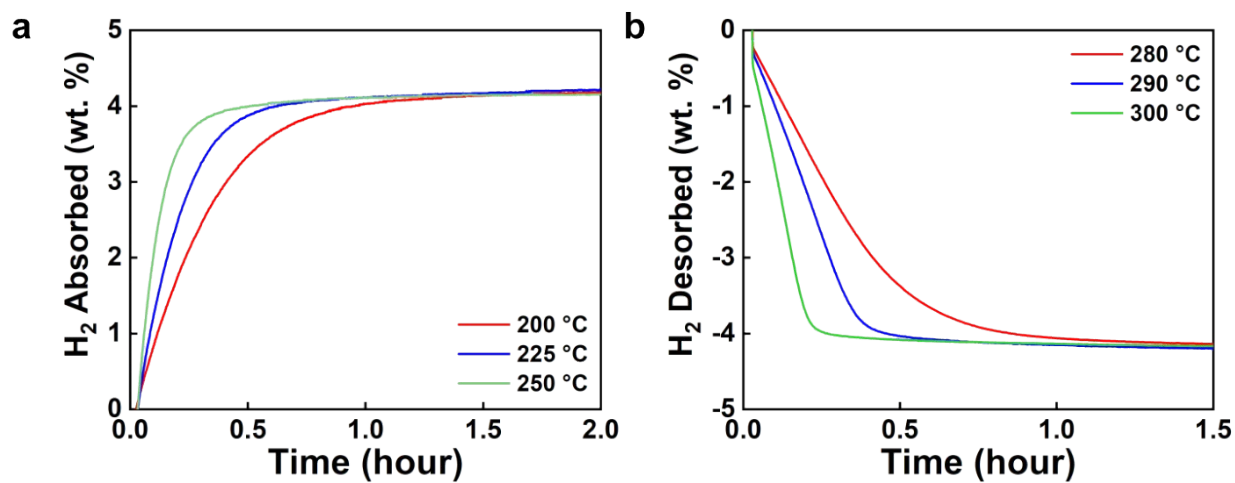 a
H₂ Absorbed (wt. %)
5
4
3
2
1
0
0.0
0.5
1.0
1.5
2.0
Time (hour)
200 °C
225 °C
250 °C
b
H₂ Desorbed (wt. %)
0
-1
-2
-3
-4
-5
0.0
0.5
1.0
1.5
Time (hour)
280 °C
290 °C
300 °C